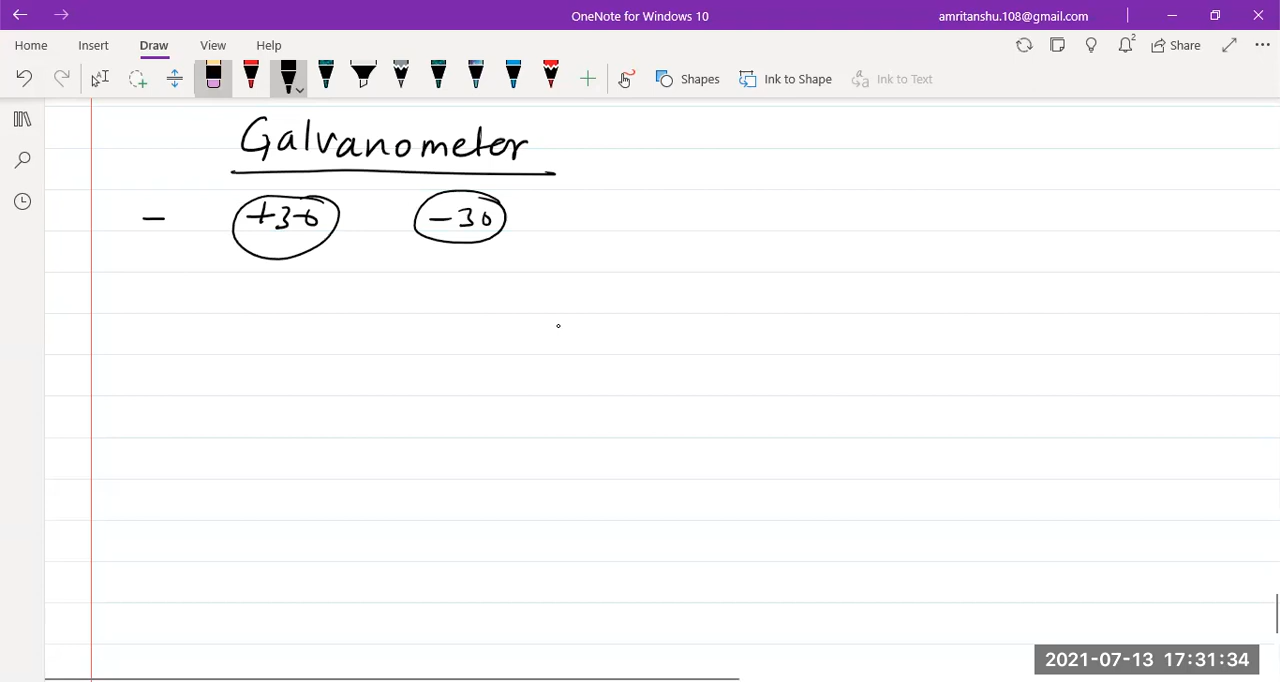 OneNote for Windows 10
amritanshu.108@gmail.com
Home Insert Draw View Help
2
Share
Shapes
Ink to Shape
Ink to Text
Galvanometer
- +30 -30
2021-07-13 17:31:34